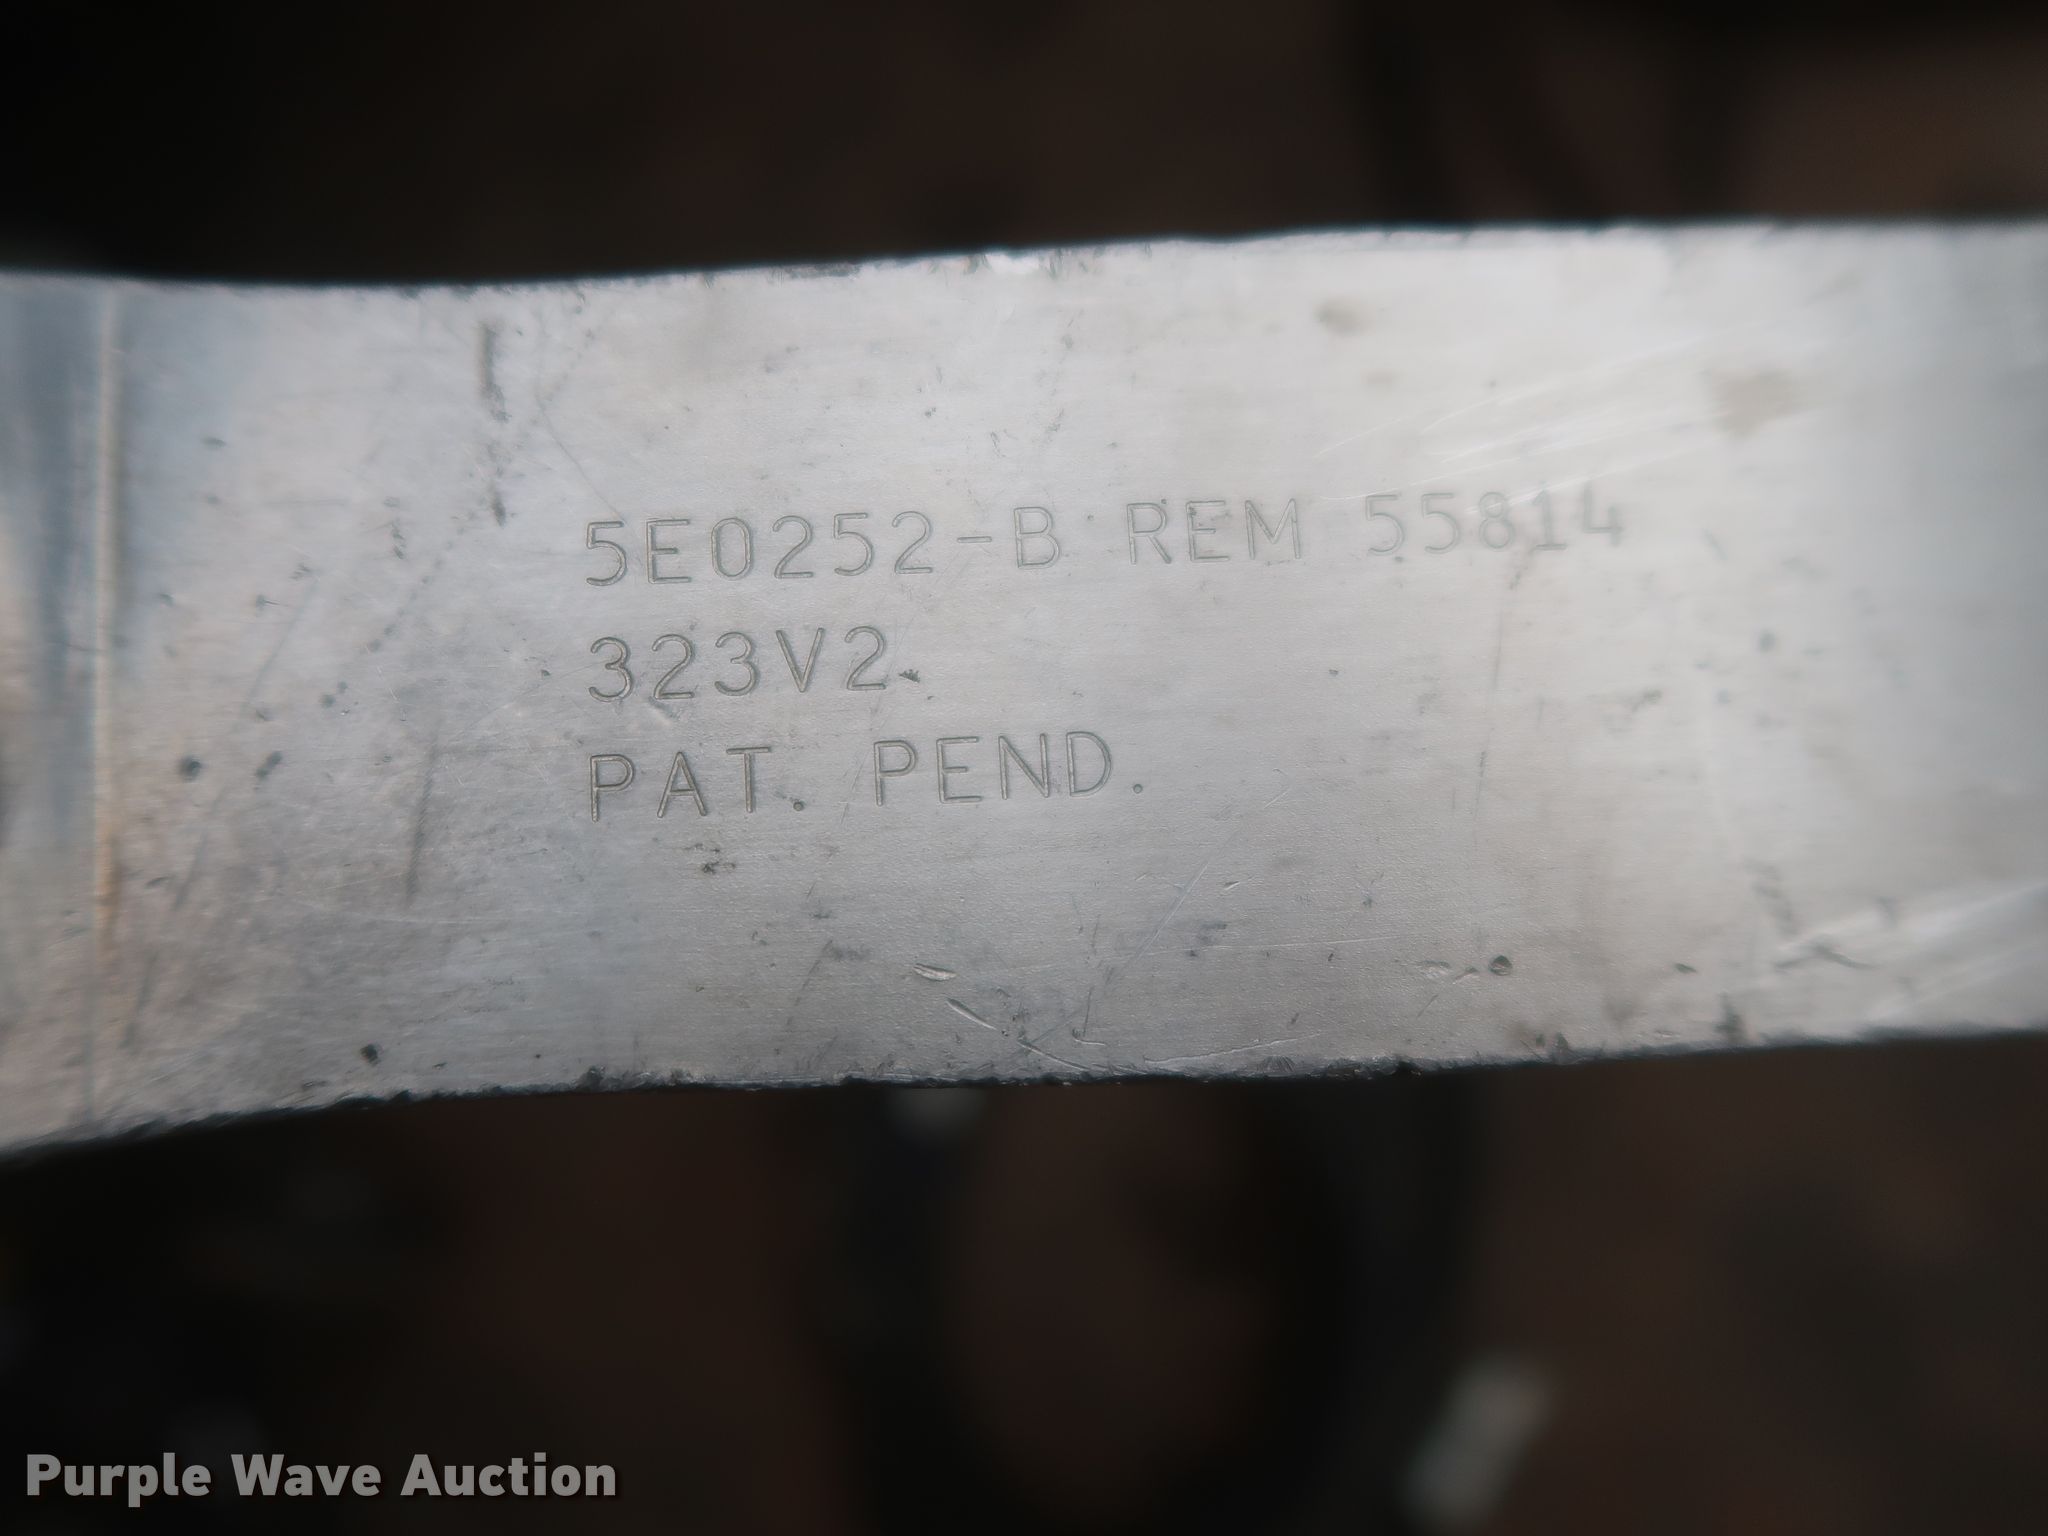 5E0252-B REM 55814
323V2
PAT. PEND.
Purple Wave Auction